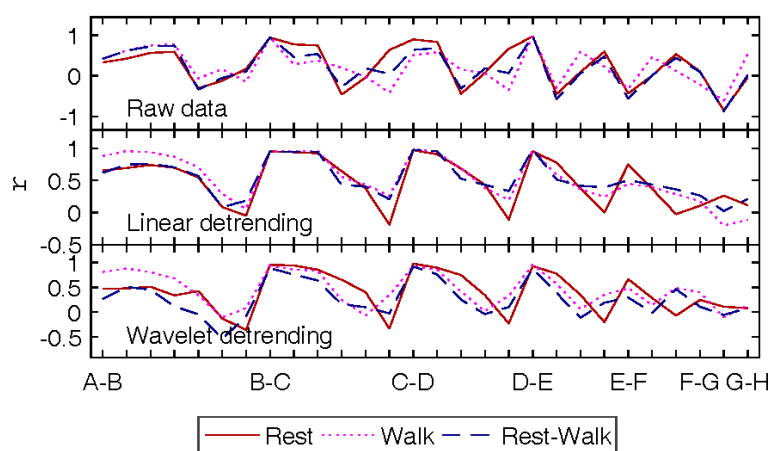 1
0
-1
Raw data
1
0.5
0
-0.5
Linear detrending
r
1
0.5
0
-0.5
Wavelet detrending
A-B B-C C-D D-E E-F F-G G-H
Rest Walk Rest-Walk